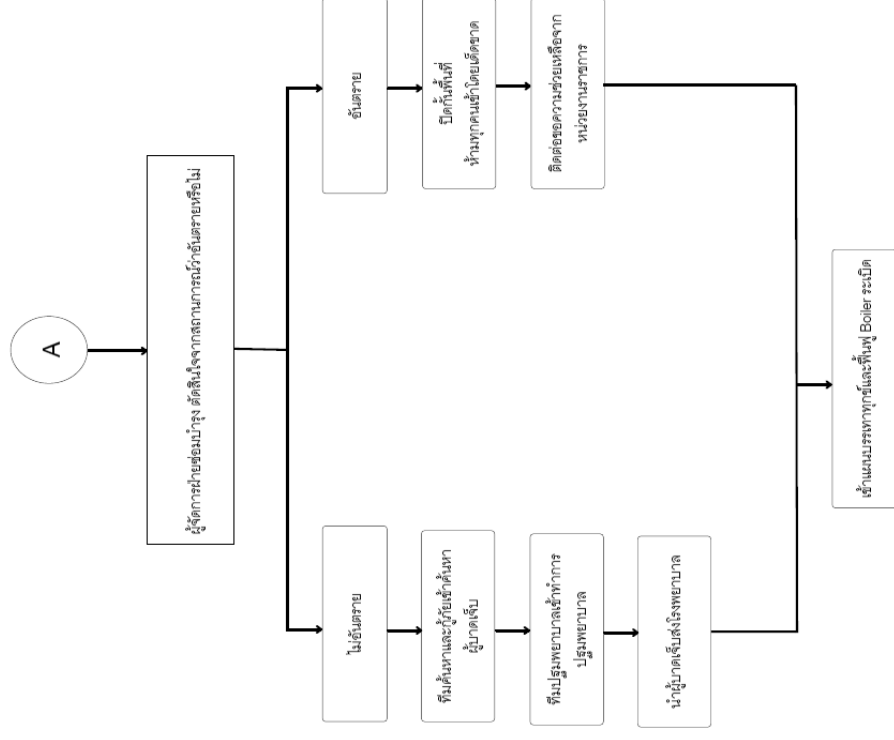 A
ผู้จัดการฝ่ายซ่อมบำรุง ตัดสินใจจากสถานการณ์ว่าอันตรายหรือไม่
ไม่อันตราย
ทีมค้นหาและกู้ภัยเข้าค้นหา
ผู้บาดเจ็บ
ทีมปฐมพยาบาลเข้าทำการ
ปฐมพยาบาล
นำผู้บาดเจ็บส่งโรงพยาบาล
อันตราย
ปิดกั้นพื้นที่
ห้ามทุกคนเข้าโดยเด็ดขาด
ติดต่อขอความช่วยเหลือจาก
หน่วยงานราชการ
เข้าแผนบรรเทาทุกข์และฟื้นฟู Boiler ระเบิด